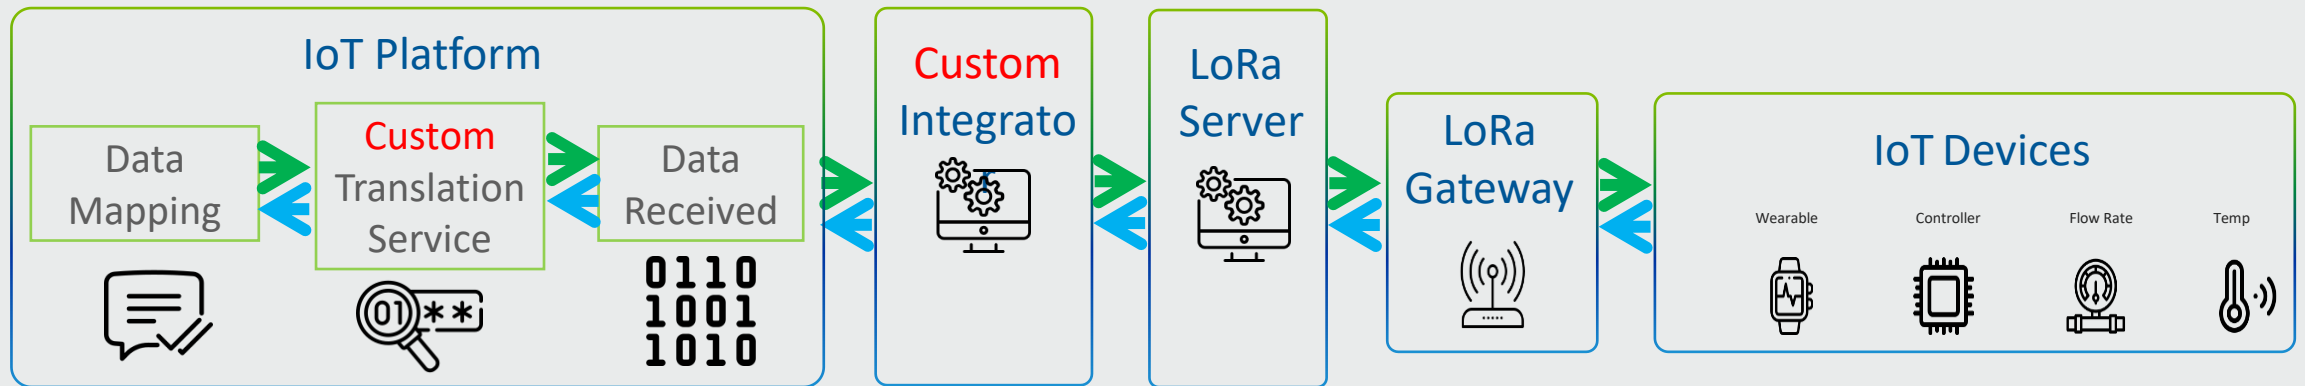 IoT Platform
Data
Mapping
Custom
Translation
Service
Data
Received
0110
1001
1010
01**
Custom
Integrato
r
LoRa
Server
LoRa
Gateway
IoT Devices
Wearable
Controller
Flow Rate
Temp